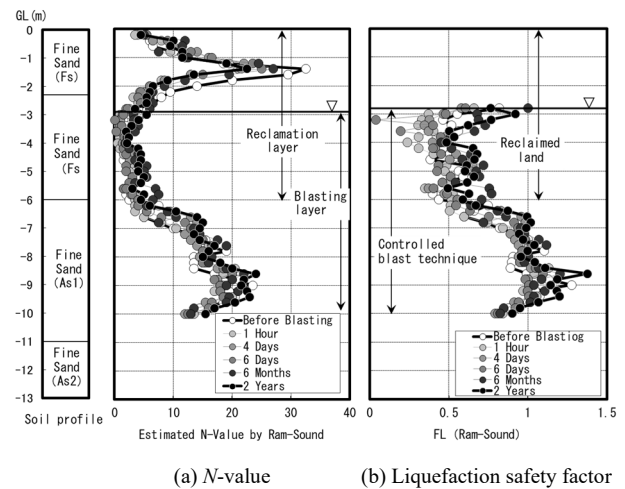 GL(m)
0
-1
-2
-3
-4
-5
-6
-7
-8
-9
-10
-11
-12
-13
Fine
Sand
(Fs)
Fine
Sand
(Fs
Fine
Sand
(As1)
Fine
Sand
(As2)
Soil profile
Reclamation
layer
Blasting
layer
Before Blasting
1 Hour
4 Days
6 Days
6 Months
2 Years
0 10 20 30 40
Estimated N-Value by Ram-Sound
Reclaimed
land
Controlled
blast technique
Before Blastiog
1 Hour
4 Days
6 Days
6 Months
2 Years
0 0.5 1 1.5
FL (Ram-Sound)
(a) N-value
(b) Liquefaction safety factor